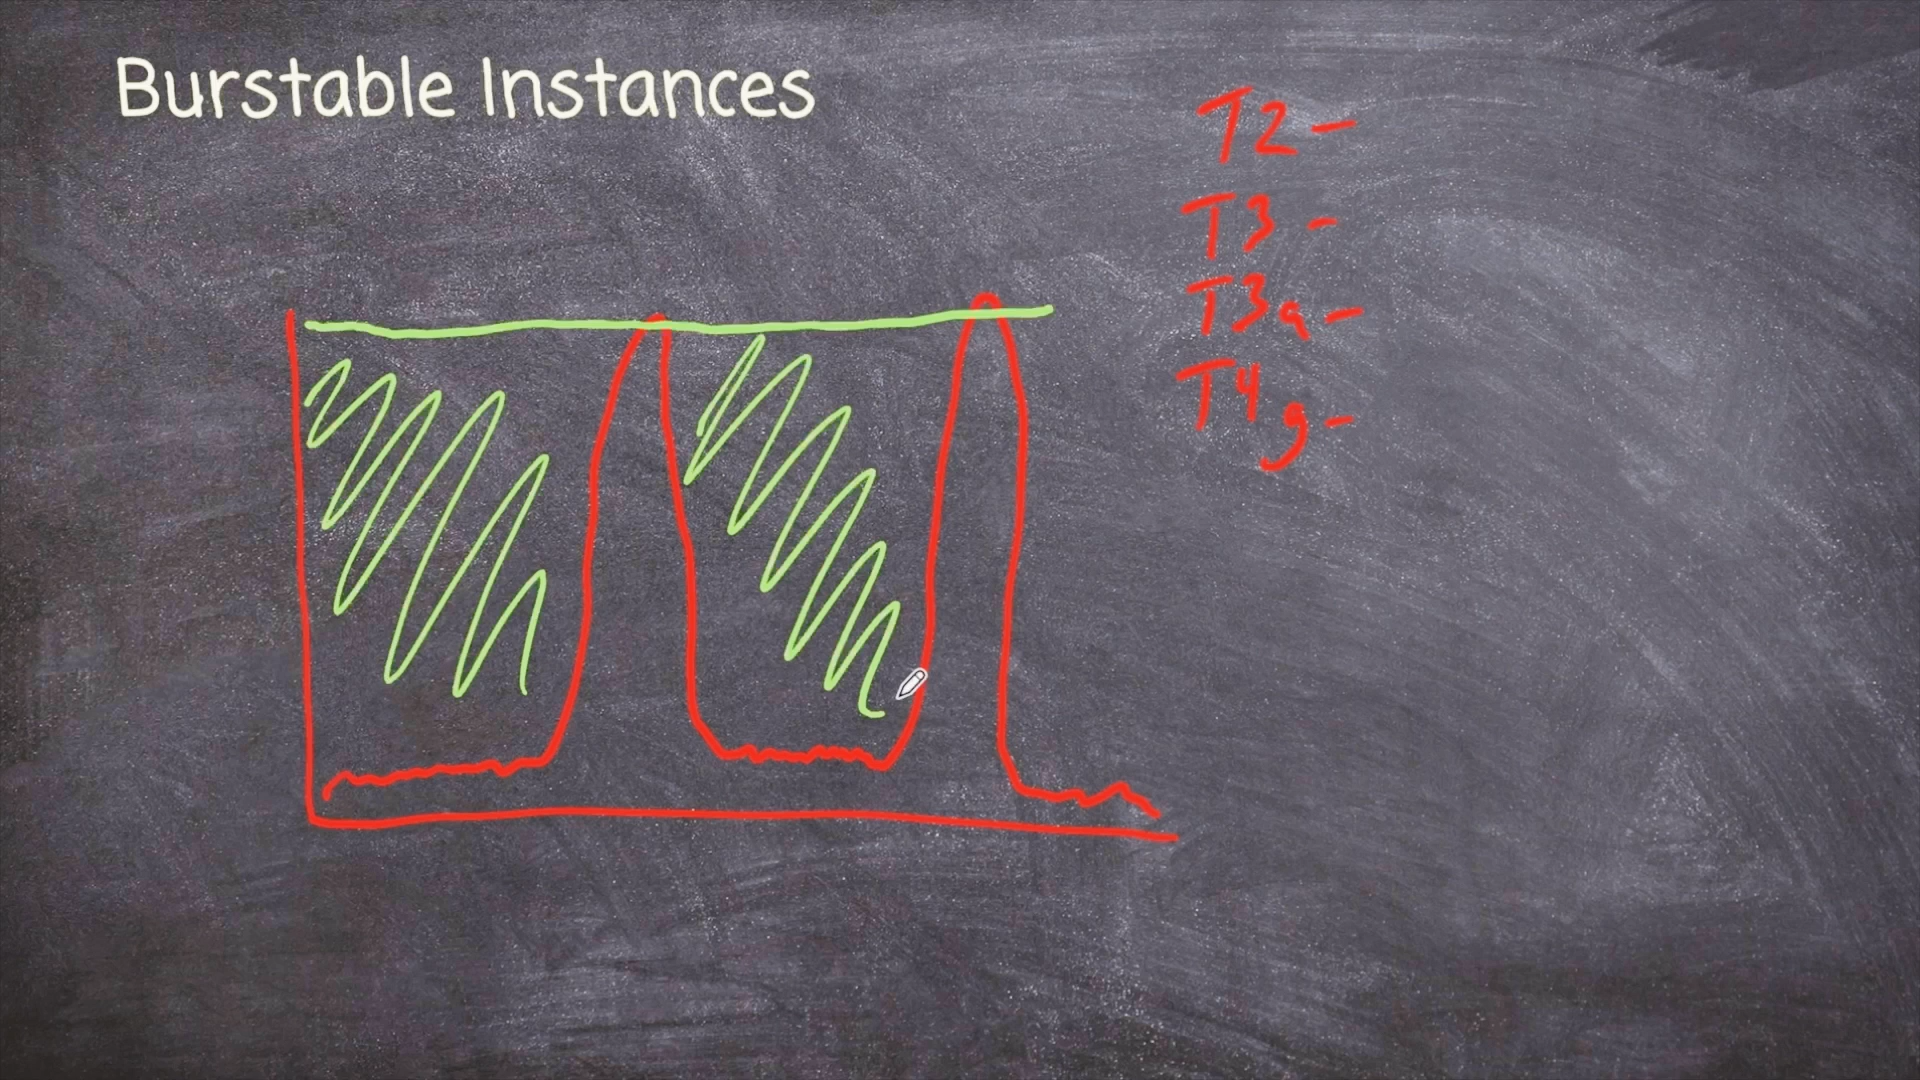 Burstable Instances
T2 -
T3 -
T3a -
T4g -